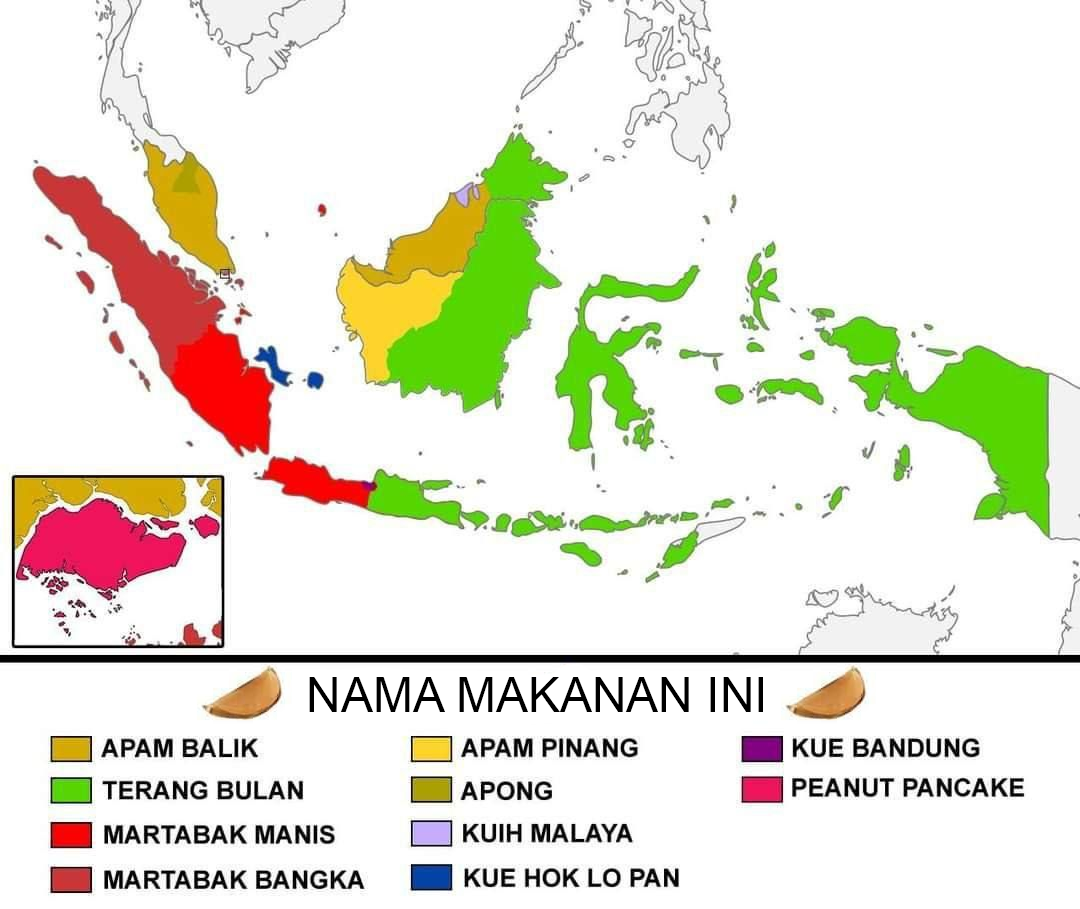 NAMA MAKANAN INI
APAM BALIK
TERANG BULAN
MARTABAK MANIS
MARTABAK BANGKA
APAM PINANG
APONG
KUIH MALAYA
KUE HOK LO PAN
KUE BANDUNG
PEANUT PANCAKE